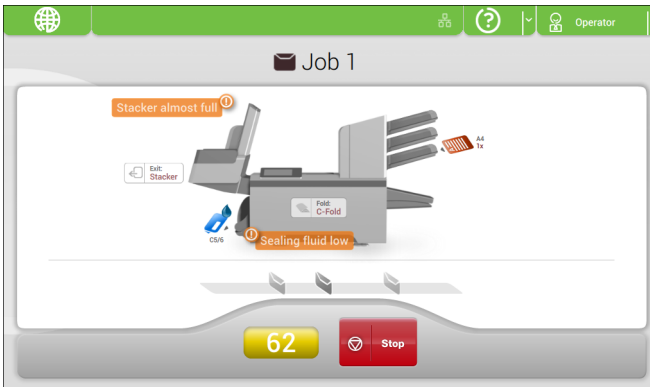 Operator
Job 1
Stacker almost full
Exit:
Stacker
A4
1x
Fold:
C-Fold
C5/6
Sealing fluid low
62
Stop